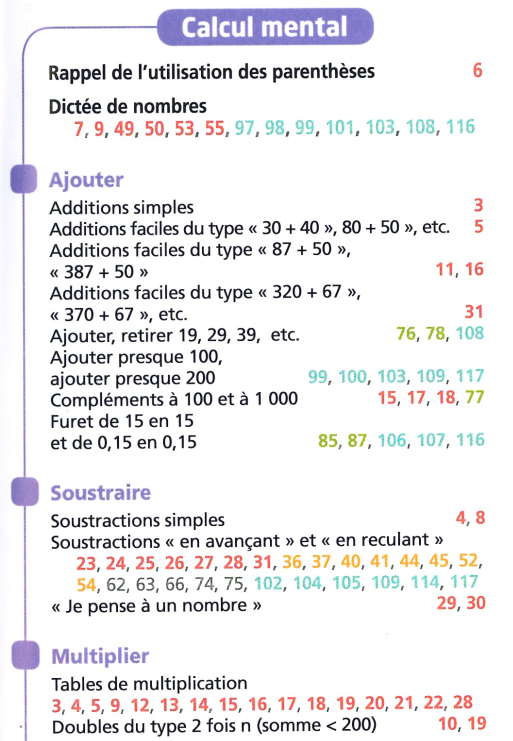 Calcul mental
Rappel de l'utilisation des parenthèses 6
Dictée de nombres
7, 9, 49, 50, 53, 55, 97, 98, 99, 101, 103, 108, 116
Ajouter
Additions simples 3
Additions faciles du type « 30 + 40 », 80 + 50 », etc. 5
Additions faciles du type « 87 + 50 »,
« 387 + 50 » 11, 16
Additions faciles du type « 320 + 67 »,
« 370 + 67 », etc. 31
Ajouter, retirer 19, 29, 39, etc. 76, 78, 108
Ajouter presque 100,
ajouter presque 200 99, 100, 103, 109, 117
Compléments à 100 et à 1 000 15, 17, 18, 77
Furet de 15 en 15
et de 0,15 en 0,15 85, 87, 106, 107, 116
Soustraire
Soustractions simples 4, 8
Soustractions « en avançant » et « en reculant »
23, 24, 25, 26, 27, 28, 31, 36, 37, 40, 41, 44, 45, 52,
54, 62, 63, 66, 74, 75, 102, 104, 105, 109, 114, 117
« Je pense à un nombre » 29, 30
Multiplier
Tables de multiplication
3, 4, 5, 9, 12, 13, 14, 15, 16, 17, 18, 19, 20, 21, 22, 28
Doubles du type 2 fois n (somme < 200) 10, 19